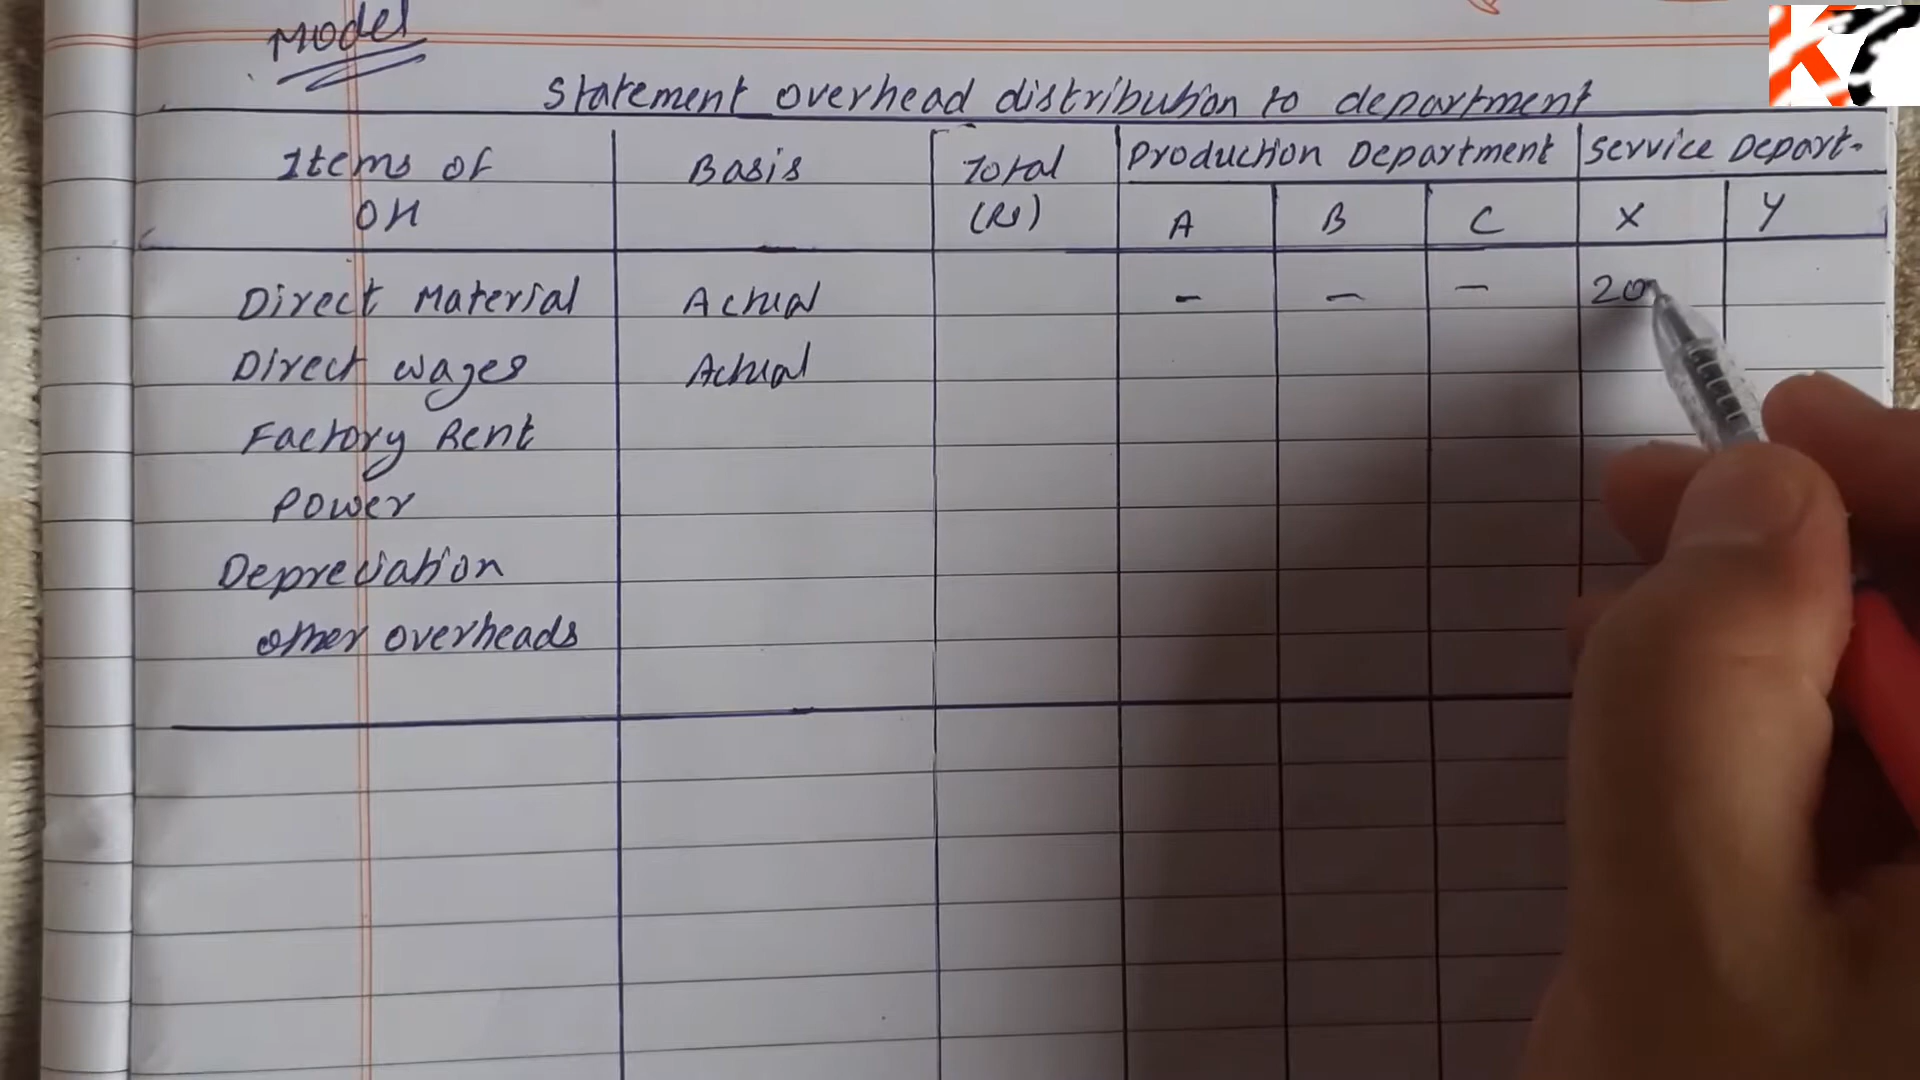 Model
Statement overhead distribution to department
Items of OH
Basis
Total (Rs)
Production Department
Service Depart.
A B C X Y
Direct Material Actual - - - 20
Direct wages Actual
Factory Rent
Power
Depreciation
other overheads